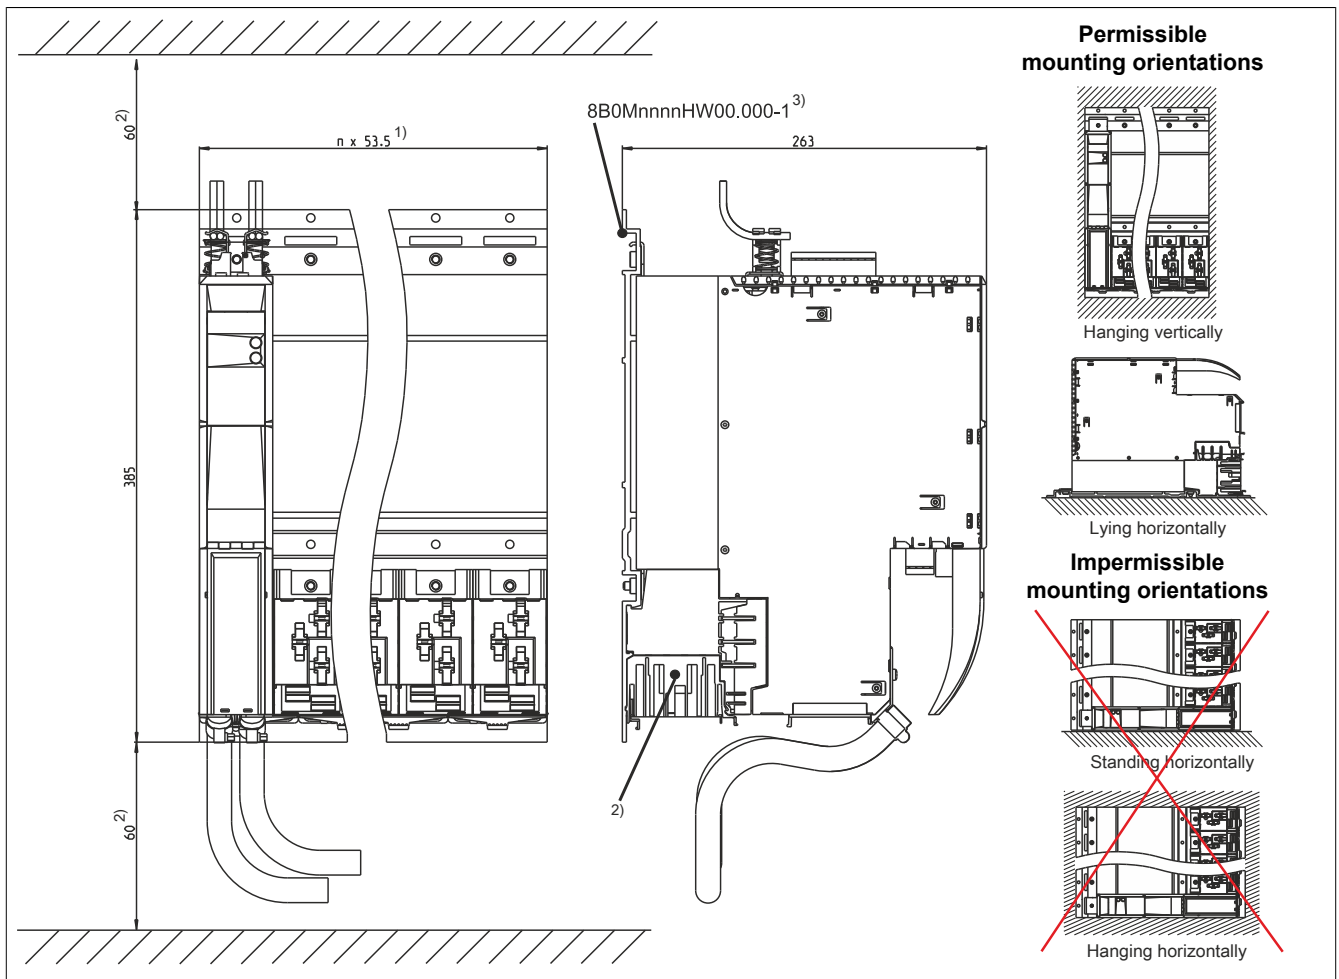 Permissible
mounting orientations
8B0MnnnnHW00.000-1 3)
60 2)
n x 53.5 1)
263
Hanging vertically
385
Lying horizontally
Impermissible
mounting orientations
Standing horizontally
2)
60 2)
Hanging horizontally